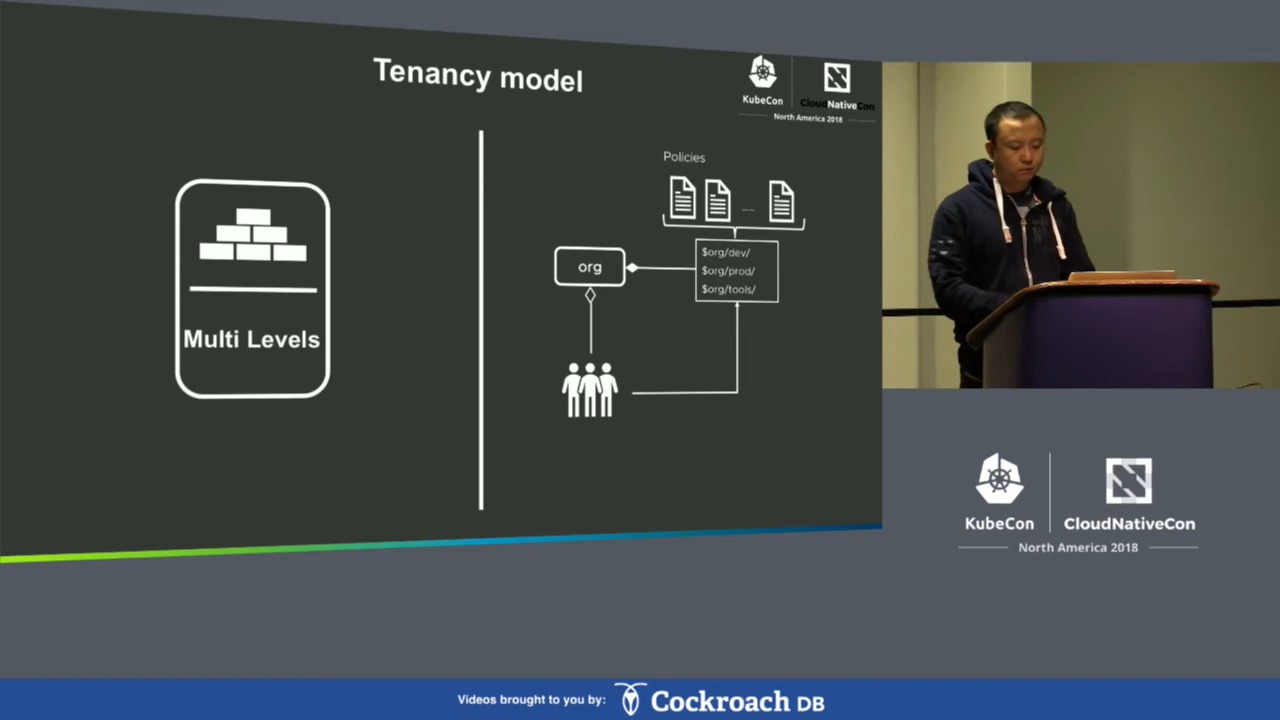 Tenancy model
KubeCon
CloudNativeCon
North America 2018
Multi Levels
Policies
...
org
$org/dev/
$org/prod/
$org/tools/
KubeCon
CloudNativeCon
North America 2018
Videos brought to you by:
Cockroach DB